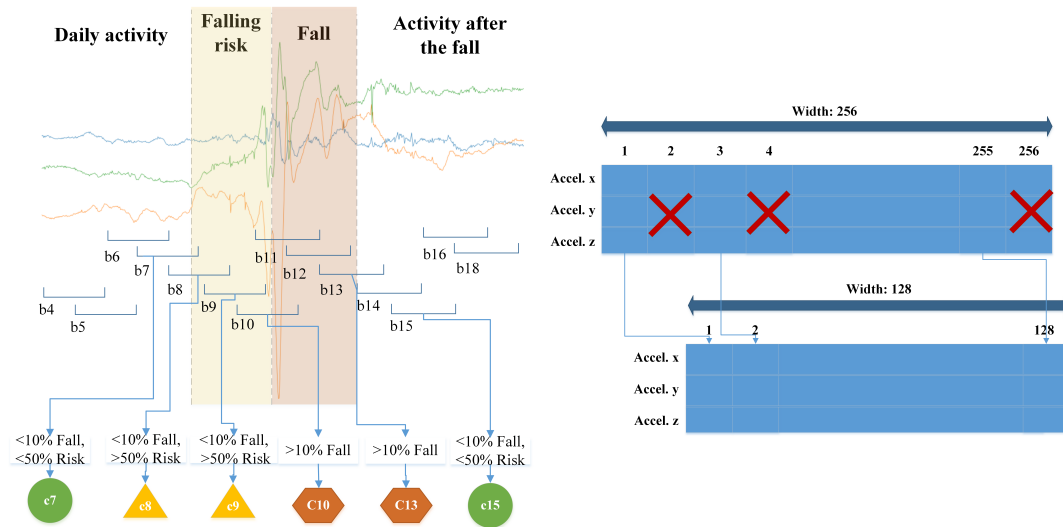 Daily activity
Falling
risk
Fall
Activity after
the fall
b6
b7
b8
b9
b10
b4
b5
b11
b12
b13
b14
b15
b16
b18
<10% Fall,
<50% Risk
<10% Fall,
>50% Risk
<10% Fall,
>50% Risk
>10% Fall
>10% Fall
<10% Fall,
<50% Risk
c7
c8
c9
C10
C13
c15
Width: 256
1 2 3 4 255 256
Accel. x
Accel. y
Accel. z
Width: 128
1 2 128
Accel. x
Accel. y
Accel. z